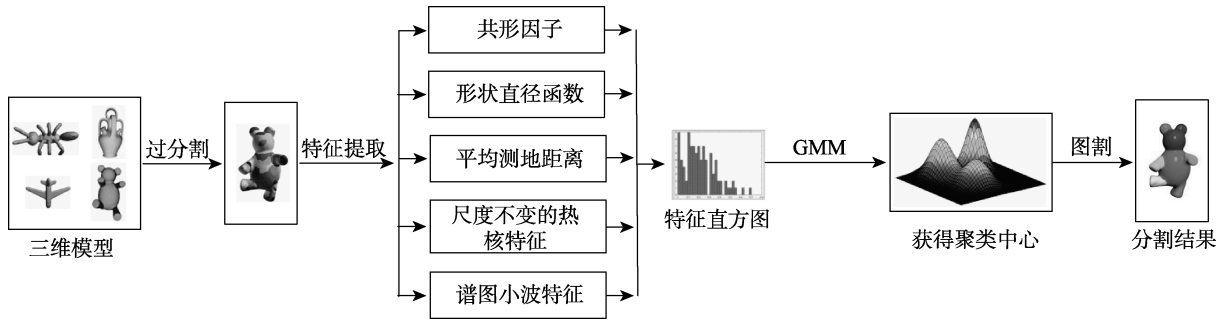 三维模型
过分割
特征提取
共形因子
形状直径函数
平均测地距离
尺度不变的热
核特征
谱图小波特征
特征直方图
GMM
获得聚类中心
图割
分割结果